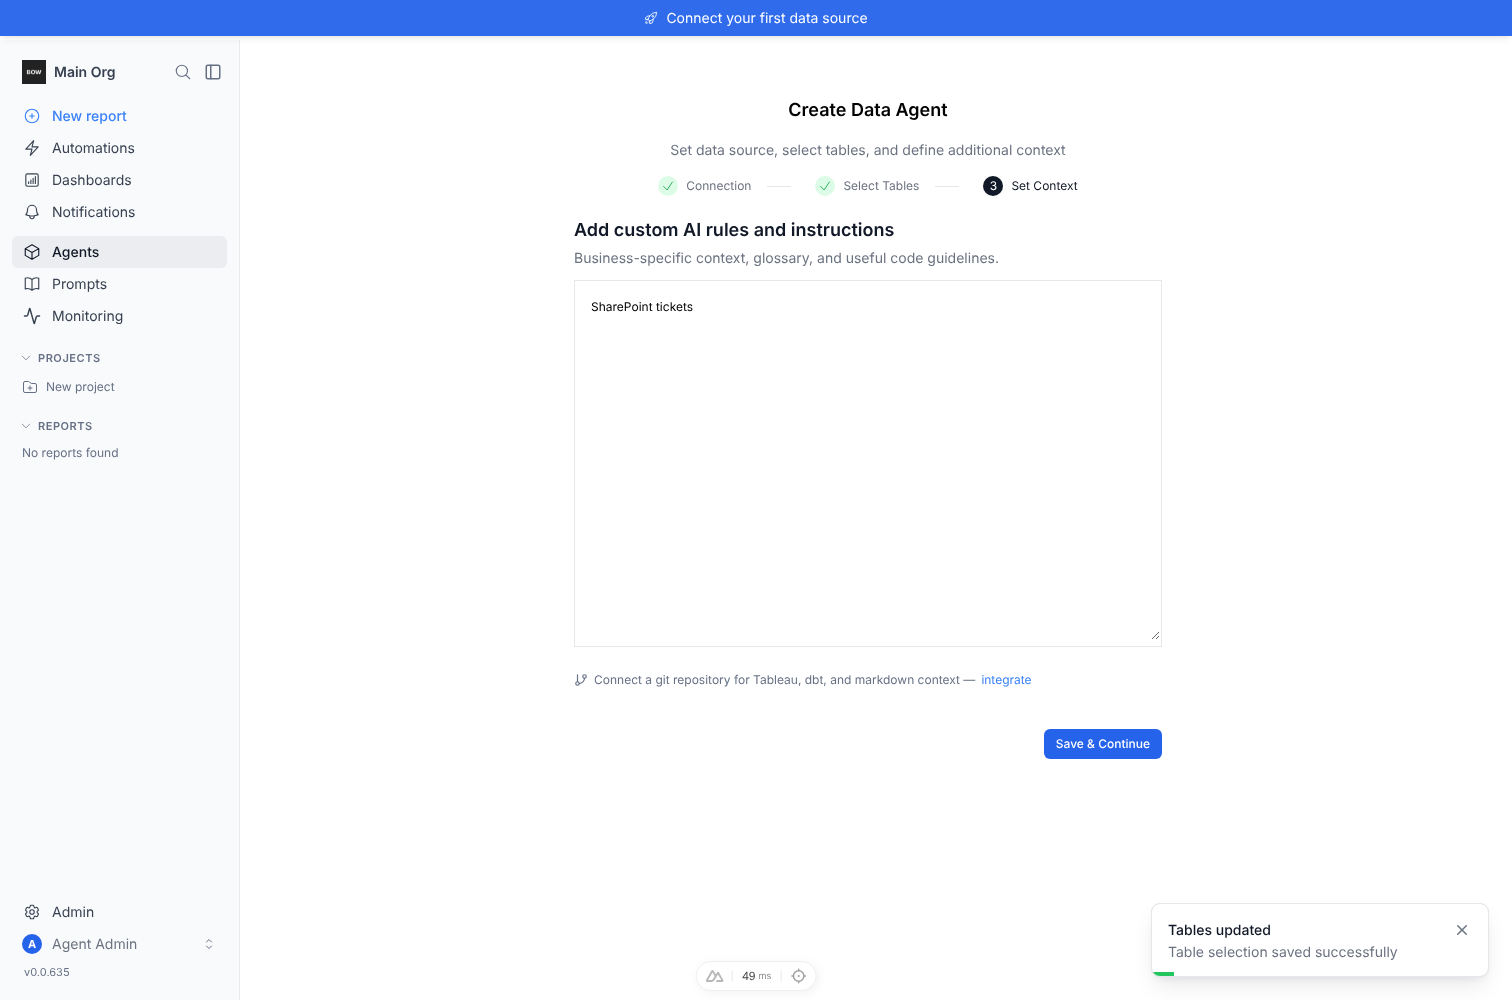 Connect your first data source
BOW
Main Org
New report
Automations
Dashboards
Notifications
Agents
Prompts
Monitoring
PROJECTS
New project
REPORTS
No reports found
Admin
A Agent Admin
v0.0.635
Create Data Agent
Set data source, select tables, and define additional context
Connection
Select Tables
3 Set Context
Add custom AI rules and instructions
Business-specific context, glossary, and useful code guidelines.
SharePoint tickets
Connect a git repository for Tableau, dbt, and markdown context — integrate
Save & Continue
Tables updated
Table selection saved successfully
49 ms